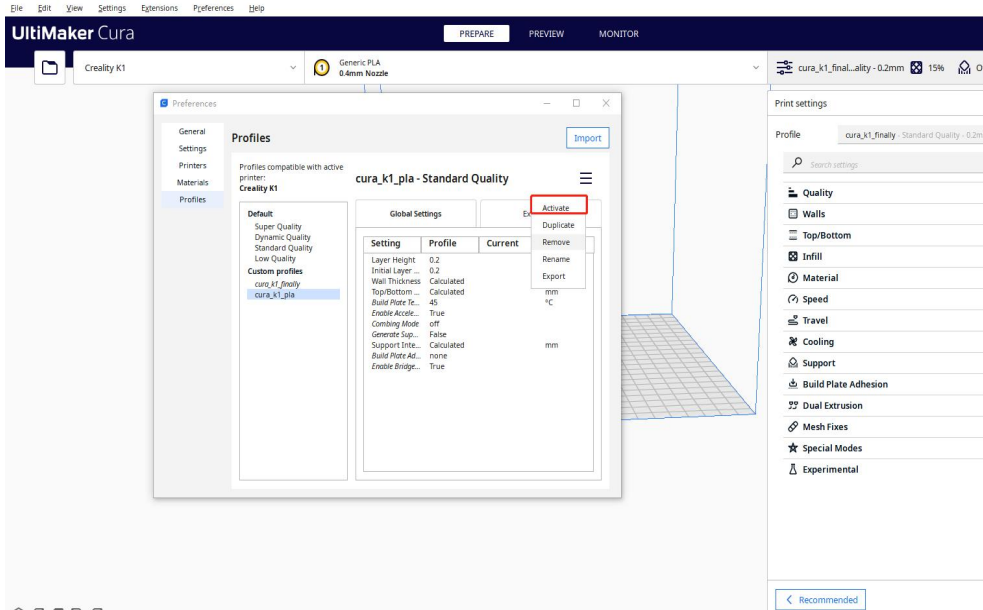 File Edit View Settings Extensions Preferences Help
UltiMaker Cura
PREPARE PREVIEW MONITOR
Creality K1
Generic PLA
0.4mm Nozzle
cura_k1_final...ality - 0.2mm 15%
Preferences
General
Settings
Printers
Materials
Profiles
Profiles
Import
Profiles compatible with active
printer:
Creality K1
Default
Super Quality
Dynamic Quality
Standard Quality
Low Quality
Custom profiles
cura_k1_finally
cura_k1_pla
cura_k1_pla - Standard Quality
Global Settings Ex
Activate
Duplicate
Remove
Rename
Export
Setting Profile Current
Layer Height 0.2
Initial Layer ... 0.2
Wall Thickness Calculated
Top/Bottom ... Calculated mm
Build Plate Te... 45 °C
Enable Accele... True
Combing Mode off
Generate Sup... False
Support Inte... Calculated mm
Build Plate Ad... none
Enable Bridge... True
Print settings
Profile cura_k1_finally - Standard Quality - 0.2m
Search settings
Quality
Walls
Top/Bottom
Infill
Material
Speed
Travel
Cooling
Support
Build Plate Adhesion
Dual Extrusion
Mesh Fixes
Special Modes
Experimental
Recommended